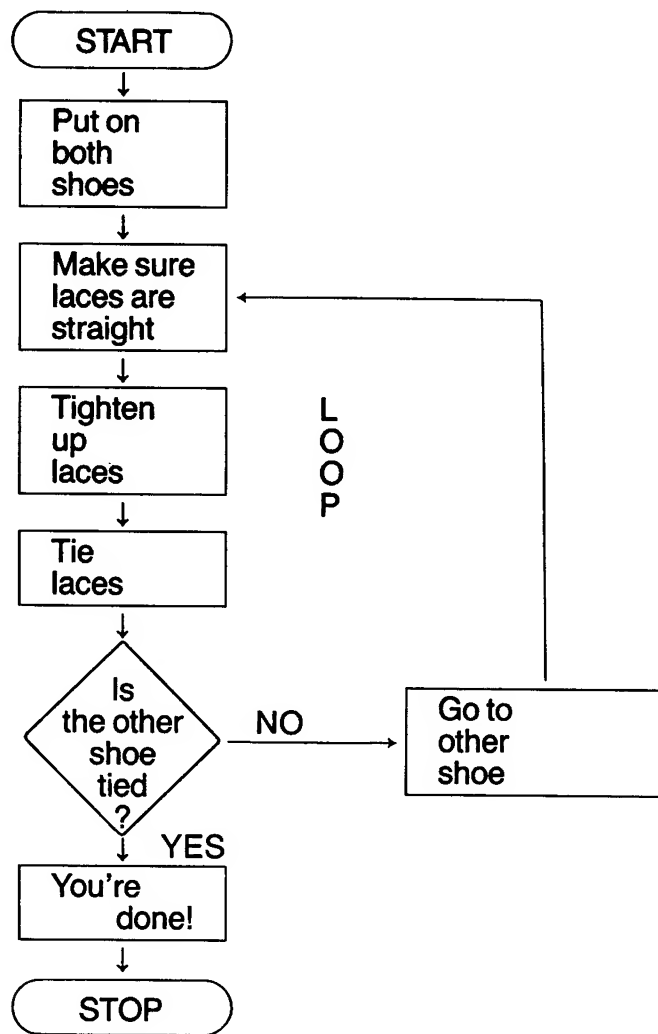 START
Put on
both
shoes
Make sure
laces are
straight
Tighten
up
laces
L
O
O
P
Tie
laces
Is
the other
shoe
tied
?
NO
Go to
other
shoe
YES
You're
done!
STOP